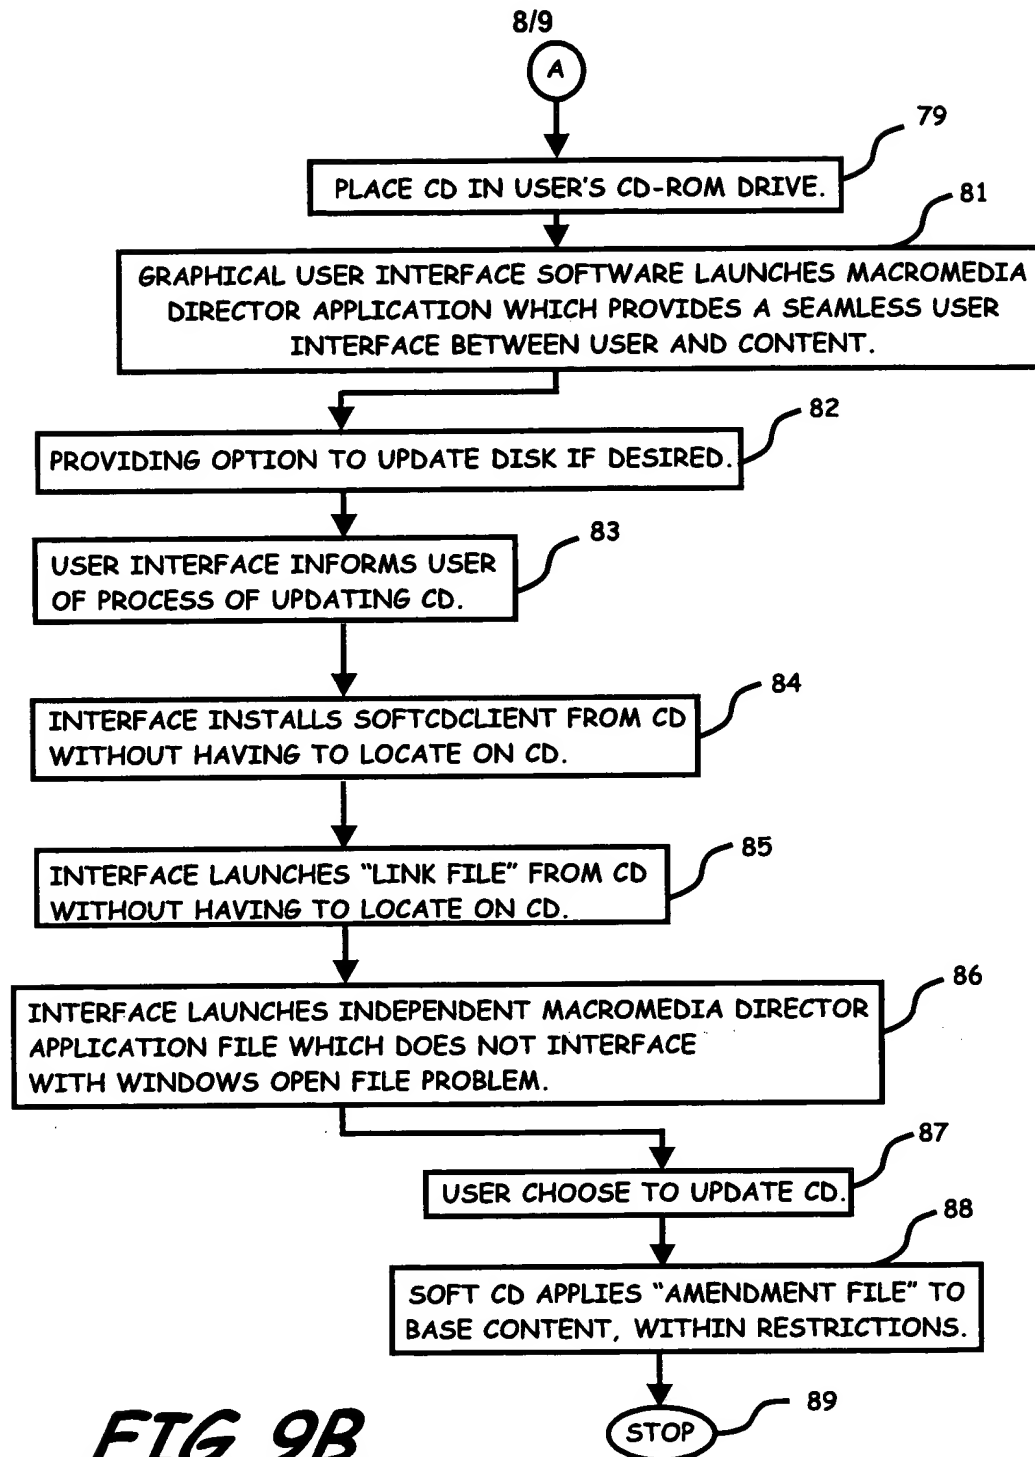 8/9
A
79
PLACE CD IN USER'S CD-ROM DRIVE.
81
GRAPHICAL USER INTERFACE SOFTWARE LAUNCHES MACROMEDIA
DIRECTOR APPLICATION WHICH PROVIDES A SEAMLESS USER
INTERFACE BETWEEN USER AND CONTENT.
82
PROVIDING OPTION TO UPDATE DISK IF DESIRED.
83
USER INTERFACE INFORMS USER
OF PROCESS OF UPDATING CD.
84
INTERFACE INSTALLS SOFTCDCLIENT FROM CD
WITHOUT HAVING TO LOCATE ON CD.
85
INTERFACE LAUNCHES "LINK FILE" FROM CD
WITHOUT HAVING TO LOCATE ON CD.
86
INTERFACE LAUNCHES INDEPENDENT MACROMEDIA DIRECTOR
APPLICATION FILE WHICH DOES NOT INTERFACE
WITH WINDOWS OPEN FILE PROBLEM.
87
USER CHOOSE TO UPDATE CD.
88
SOFT CD APPLIES "AMENDMENT FILE" TO
BASE CONTENT, WITHIN RESTRICTIONS.
89
STOP
FIG 9B